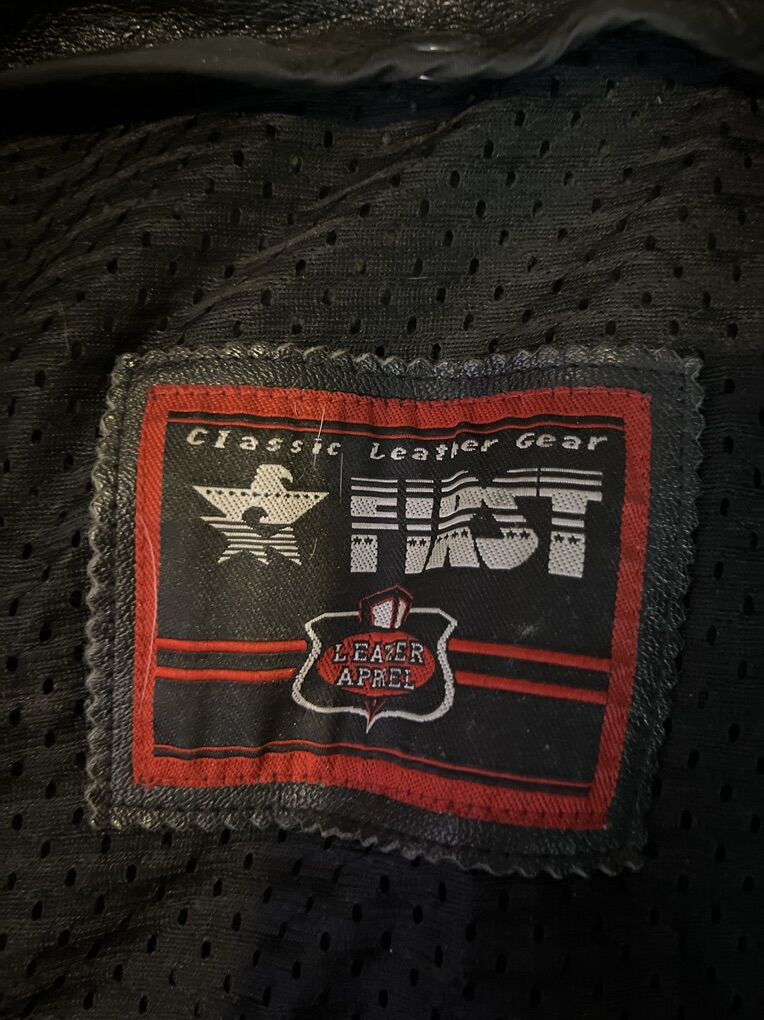 Classic Leather Gear
FIRST
LEATER
APPREL